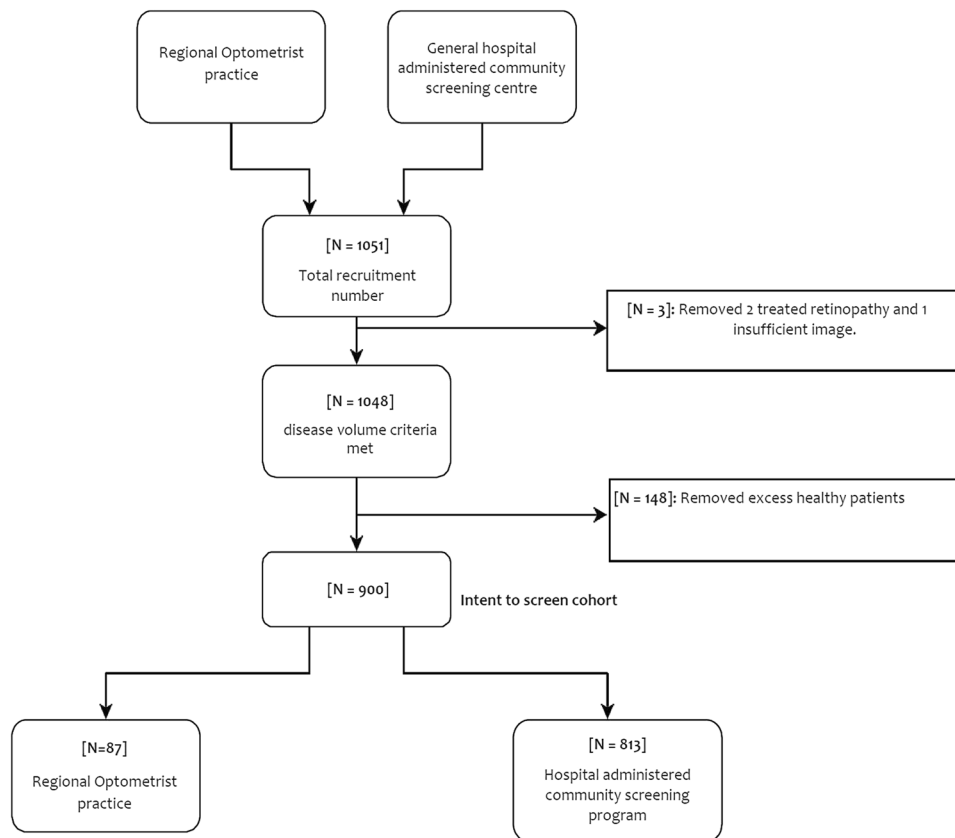 Regional Optometrist
practice
General hospital
administered community
screening centre
[N = 1051]
Total recruitment
number
[N = 3]: Removed 2 treated retinopathy and 1
insufficient image.
[N = 1048]
disease volume criteria
met
[N = 148]: Removed excess healthy patients
[N = 900]
Intent to screen cohort
[N=87]
Regional Optometrist
practice
[N = 813]
Hospital administered
community screening
program